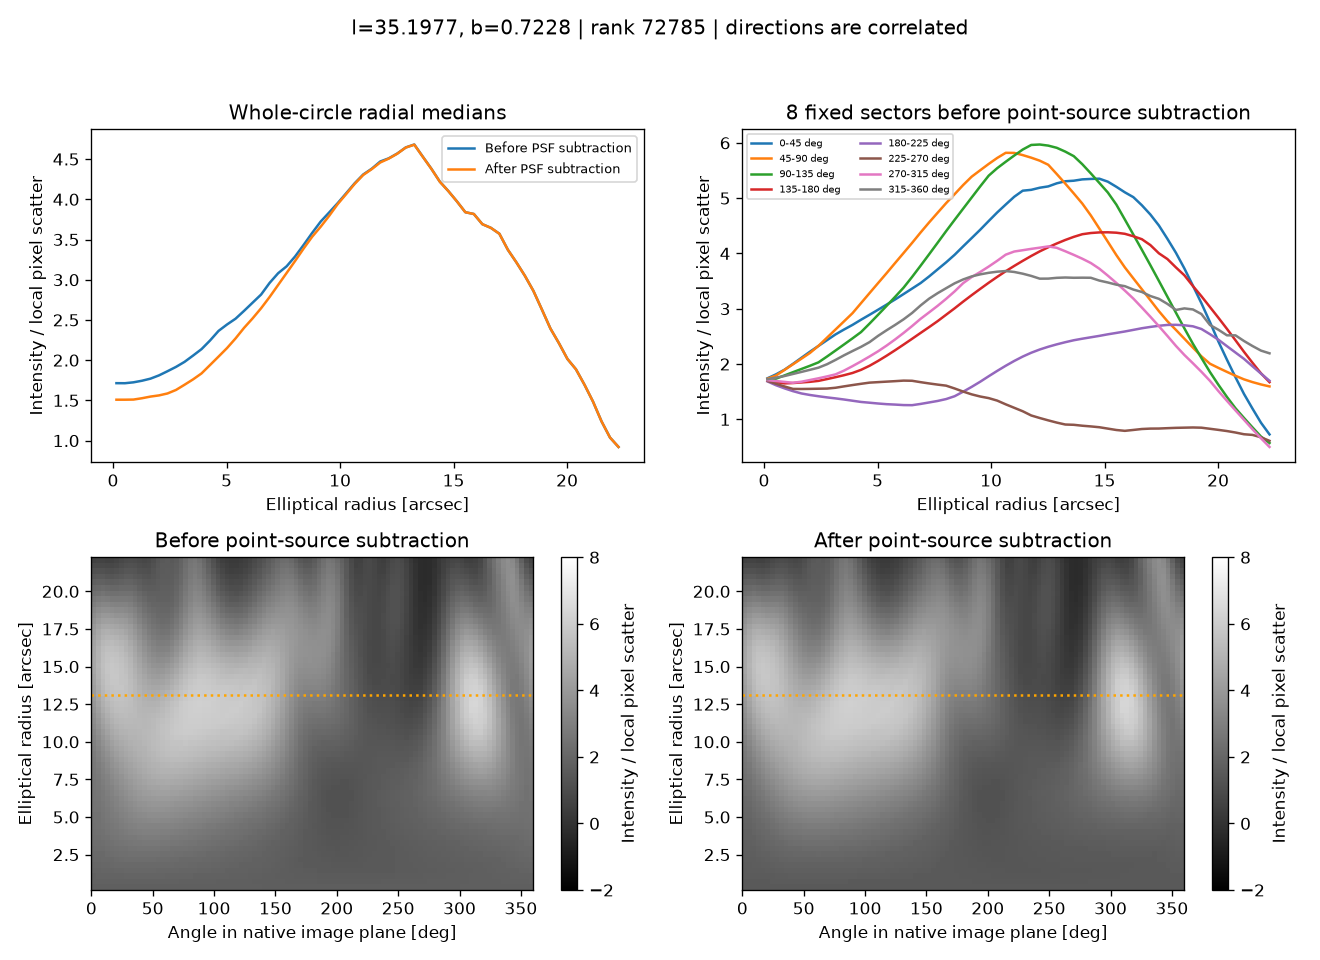 l=35.1977, b=0.7228 | rank 72785 | directions are correlated
Whole-circle radial medians
Before PSF subtraction
After PSF subtraction
4.5
4.0
3.5
3.0
2.5
2.0
1.5
1.0
Intensity / local pixel scatter
0 5 10 15 20
Elliptical radius [arcsec]
8 fixed sectors before point-source subtraction
0-45 deg
45-90 deg
90-135 deg
135-180 deg
180-225 deg
225-270 deg
270-315 deg
315-360 deg
6
5
4
3
2
1
Intensity / local pixel scatter
0 5 10 15 20
Elliptical radius [arcsec]
Before point-source subtraction
20.0
17.5
15.0
12.5
10.0
7.5
5.0
2.5
Elliptical radius [arcsec]
0 50 100 150 200 250 300 350
Angle in native image plane [deg]
8
6
4
2
0
−2
Intensity / local pixel scatter
After point-source subtraction
20.0
17.5
15.0
12.5
10.0
7.5
5.0
2.5
Elliptical radius [arcsec]
0 50 100 150 200 250 300 350
Angle in native image plane [deg]
8
6
4
2
0
−2
Intensity / local pixel scatter